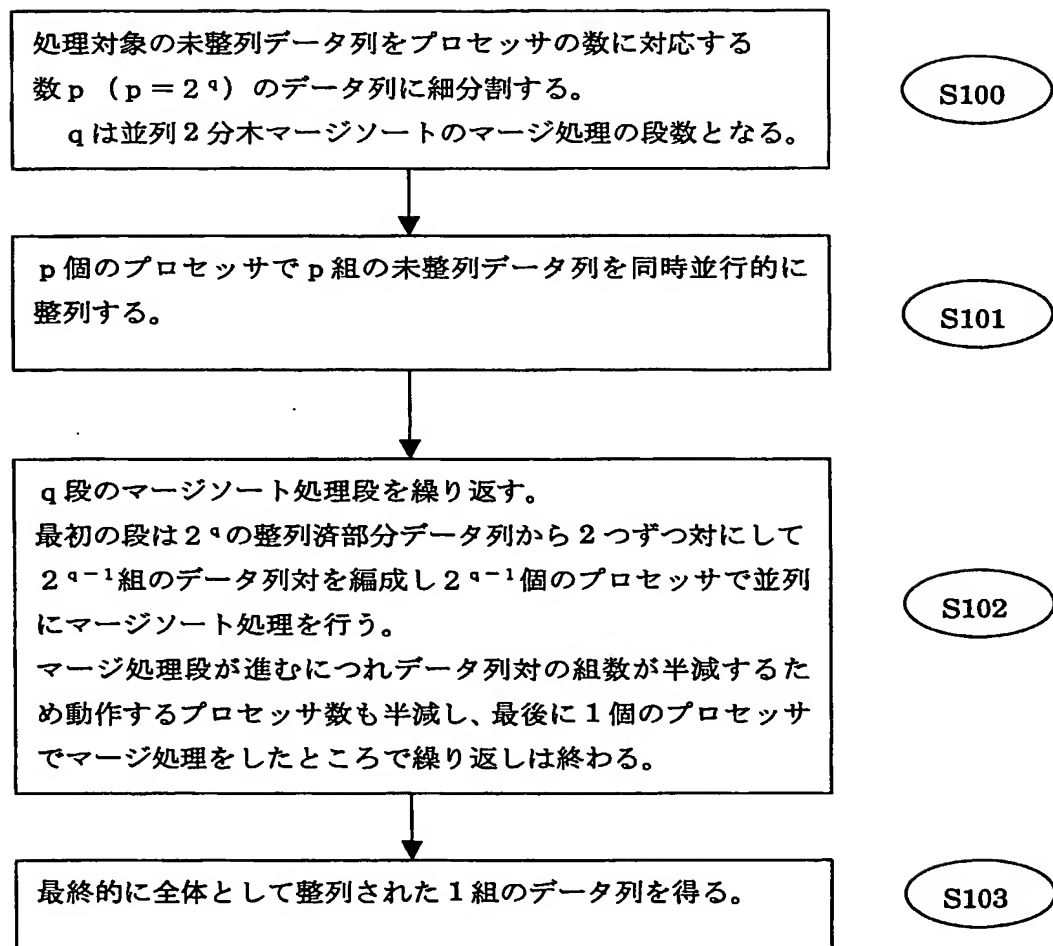 処理対象の未整列データ列をプロセッサの数に対応する
数p (p=2^q) のデータ列に細分割する。
qは並列2分木マージソートのマージ処理の段数となる。
S100
p個のプロセッサでp組の未整列データ列を同時並行的に
整列する。
S101
q段のマージソート処理段を繰り返す。
最初の段は2^qの整列済部分データ列から2つずつ対にして
2^(q-1)組のデータ列対を編成し2^(q-1)個のプロセッサで並列
にマージソート処理を行う。
マージ処理段が進むにつれデータ列対の組数が半減するた
め動作するプロセッサ数も半減し、最後に1個のプロセッサ
でマージ処理をしたところで繰り返しは終わる。
S102
最終的に全体として整列された1組のデータ列を得る。
S103